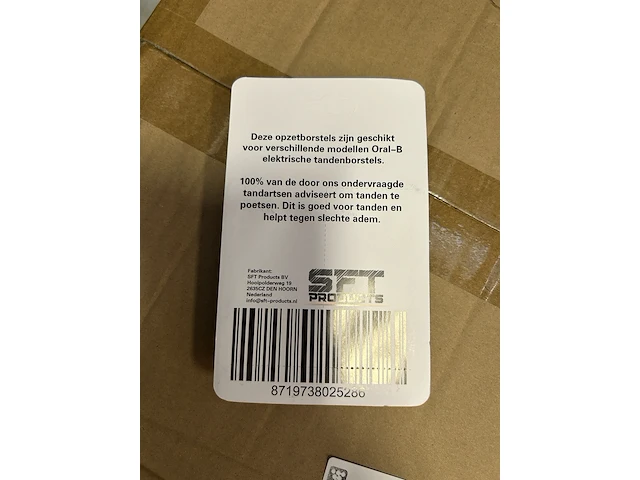 Deze opzetborstels zijn geschikt
voor verschillende modellen Oral-B
elektrische tandenborstels.
100% van de door ons ondervraagde
tandartsen adviseert om tanden te
poetsen. Dit is goed voor tanden en
helpt tegen slechte adem.
Fabrikant:
SFT Products BV
Hooipolderweg 19
2635CZ DEN HOORN
Nederland
info@sft-products.nl
SFT
PRODUCTS
8719738025286